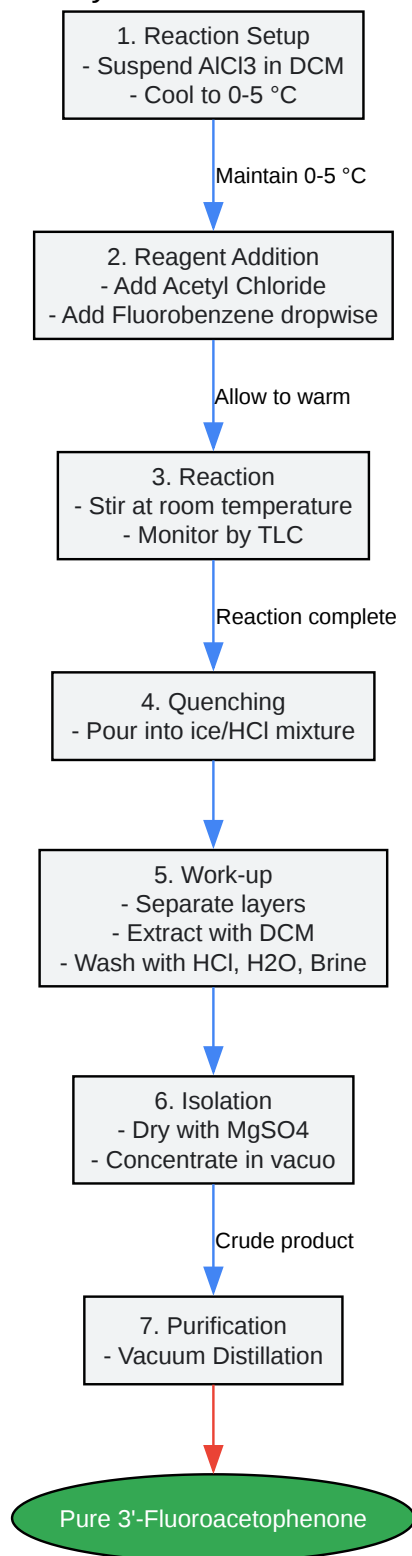 1. Reaction Setup
- Suspend AlCl3 in DCM
- Cool to 0-5 °C
Maintain 0-5 °C
2. Reagent Addition
- Add Acetyl Chloride
- Add Fluorobenzene dropwise
Allow to warm
3. Reaction
- Stir at room temperature
- Monitor by TLC
Reaction complete
4. Quenching
- Pour into ice/HCl mixture
5. Work-up
- Separate layers
- Extract with DCM
- Wash with HCl, H2O, Brine
6. Isolation
- Dry with MgSO4
- Concentrate in vacuo
Crude product
7. Purification
- Vacuum Distillation
Pure 3'-Fluoroacetophenone